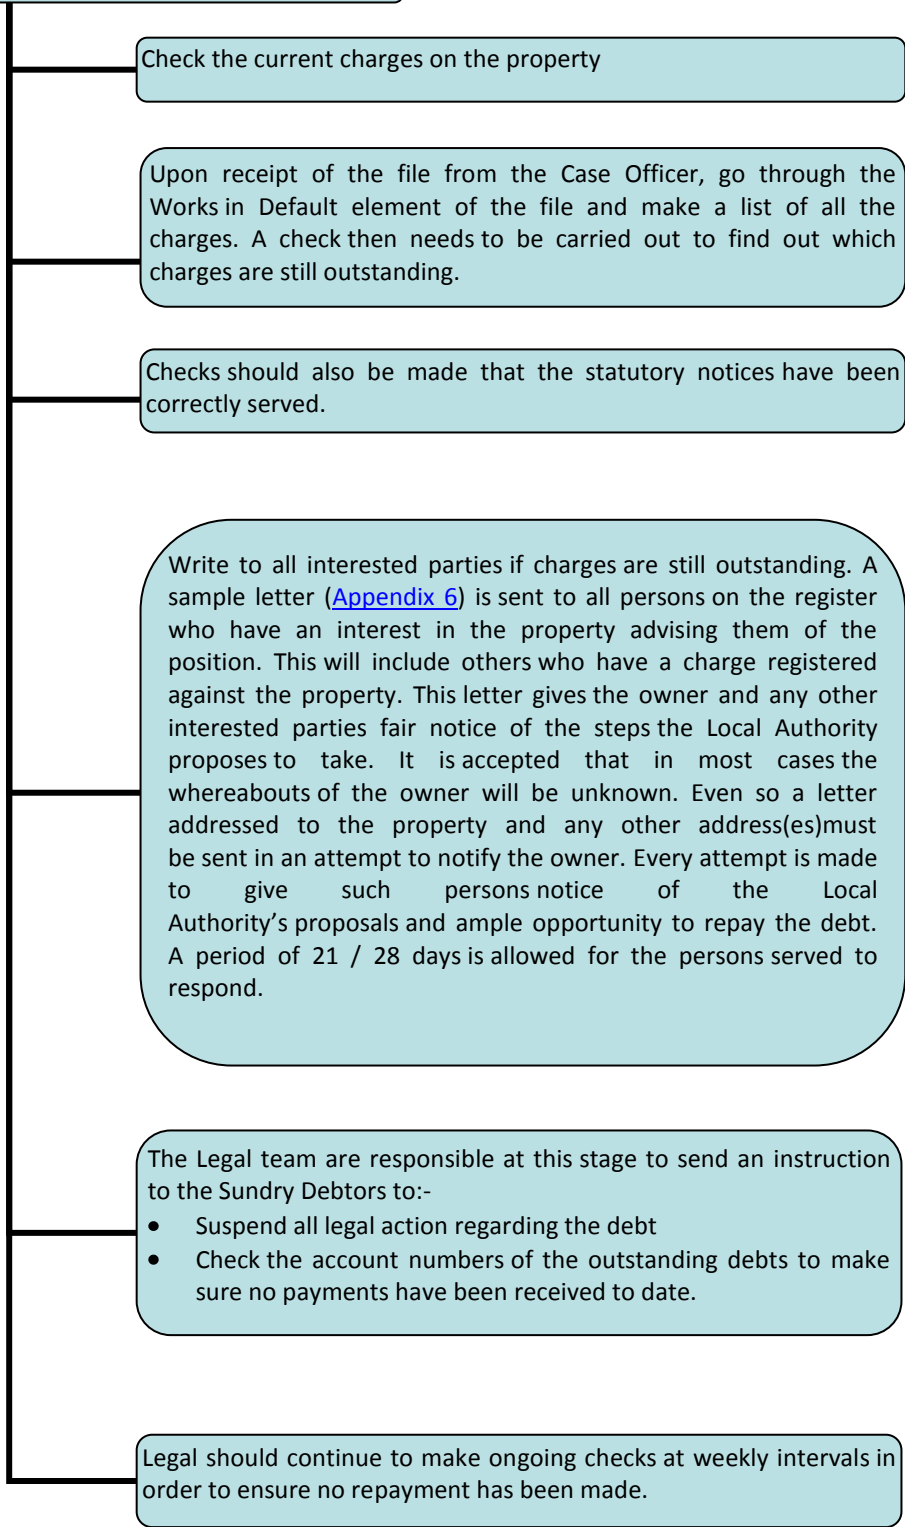 Check the current charges on the property
Upon receipt of the file from the Case Officer, go through the
Works in Default element of the file and make a list of all the
charges. A check then needs to be carried out to find out which
charges are still outstanding.
Checks should also be made that the statutory notices have been
correctly served.
Write to all interested parties if charges are still outstanding. A
sample letter (Appendix 6) is sent to all persons on the register
who have an interest in the property advising them of the
position. This will include others who have a charge registered
against the property. This letter gives the owner and any other
interested parties fair notice of the steps the Local Authority
proposes to take. It is accepted that in most cases the
whereabouts of the owner will be unknown. Even so a letter
addressed to the property and any other address(es)must
be sent in an attempt to notify the owner. Every attempt is made
to give such persons notice of the Local
Authority’s proposals and ample opportunity to repay the debt.
A period of 21 / 28 days is allowed for the persons served to
respond.
The Legal team are responsible at this stage to send an instruction
to the Sundry Debtors to:-
• Suspend all legal action regarding the debt
• Check the account numbers of the outstanding debts to make
sure no payments have been received to date.
Legal should continue to make ongoing checks at weekly intervals in
order to ensure no repayment has been made.